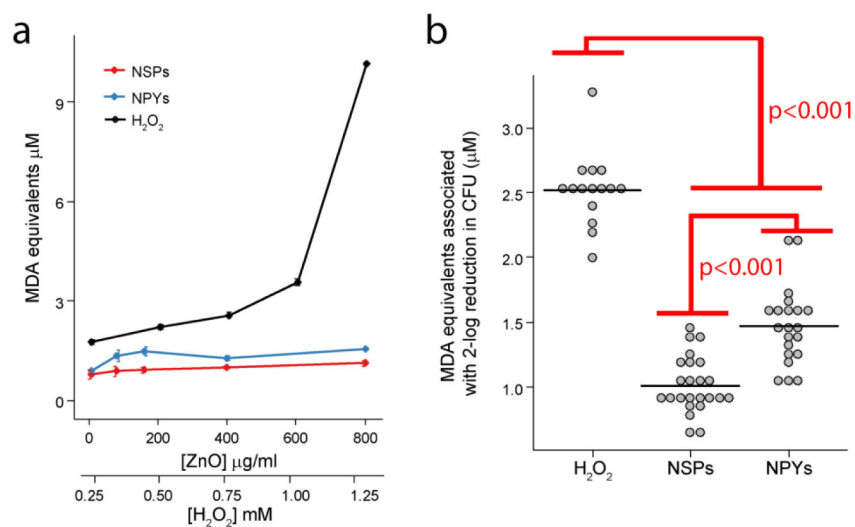 a
MDA equivalents μM
9
6
3
0
NSPs
NPYs
H₂O₂
0 200 400 600 800
[ZnO] μg/ml
0.25 0.50 0.75 1.00 1.25
[H₂O₂] mM
b
MDA equivalents associated
with 2-log reduction in CFU (μM)
3.0
2.5
2.0
1.5
1.0
p<0.001
p<0.001
H₂O₂ NSPs NPYs